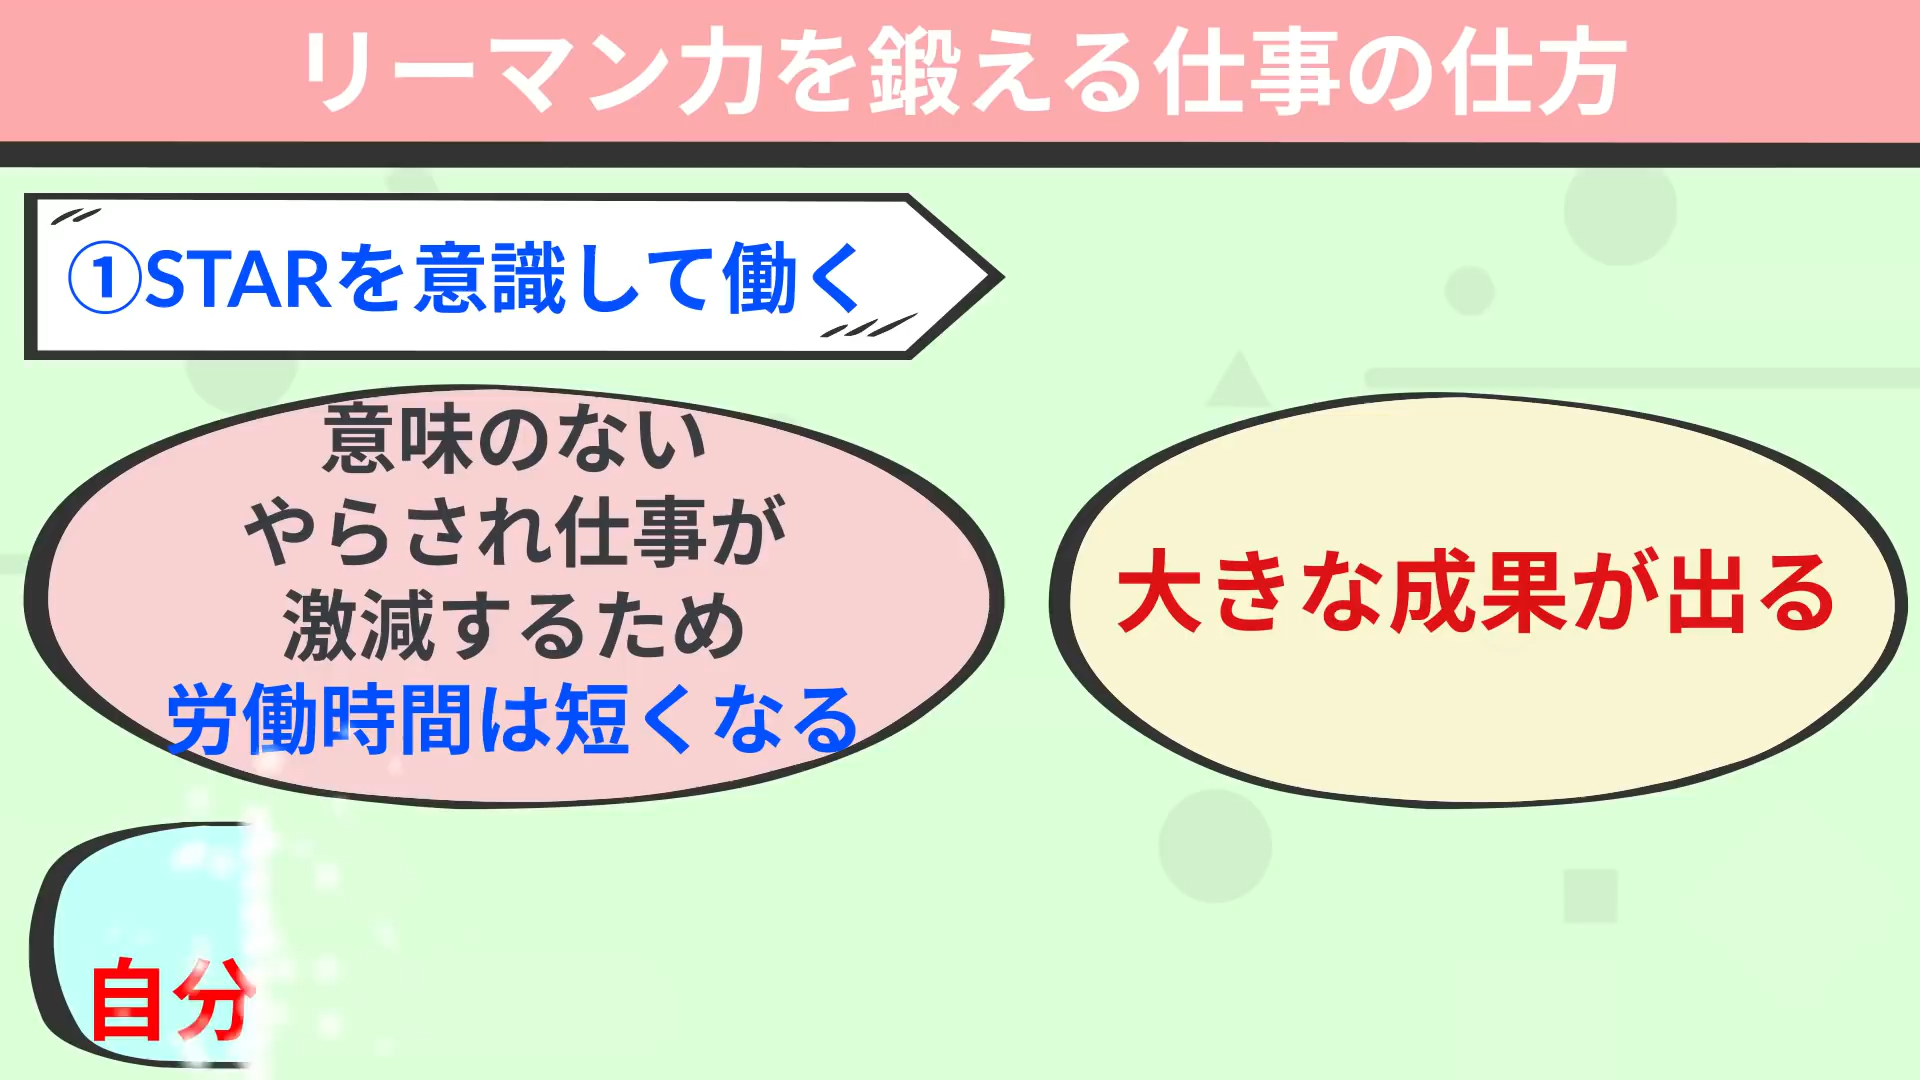 リーマン力を鍛える仕事の仕方
①STARを意識して働く
意味のない
やらされ仕事が
激減するため
労働時間は短くなる
大きな成果が出る
自分